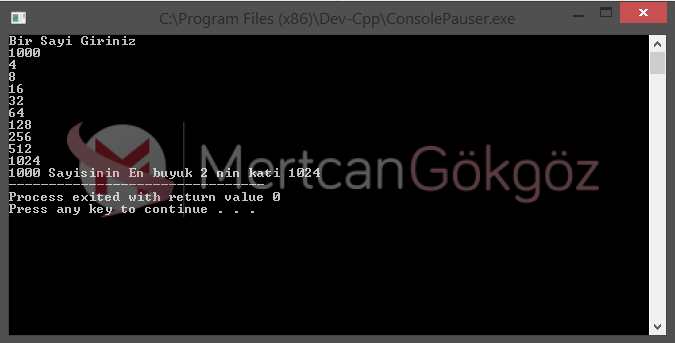 C:\Program Files (x86)\Dev-Cpp\ConsolePauser.exe
Bir Sayi Giriniz
1000
4
8
16
32
64
128
256
512
1024
1000 Sayisinin En buyuk 2 nin kati 1024
--------------------------------
Process exited with return value 0
Press any key to continue . . .
MertcanGökgöz